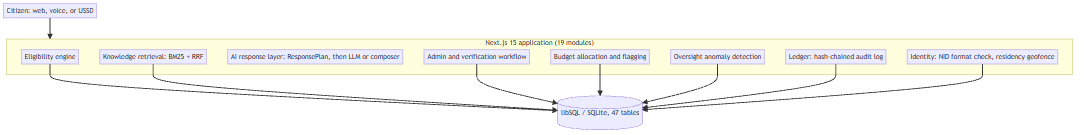 Citizen: web, voice, or USSD
Next.js 15 application (19 modules)
Eligibility engine
Knowledge retrieval: BM25 + RRF
AI response layer: ResponsePlan, then LLM or composer
Admin and verification workflow
Budget allocation and flagging
Oversight anomaly detection
Ledger: hash-chained audit log
Identity: NID format check, residency geofence
libSQL / SQLite, 47 tables